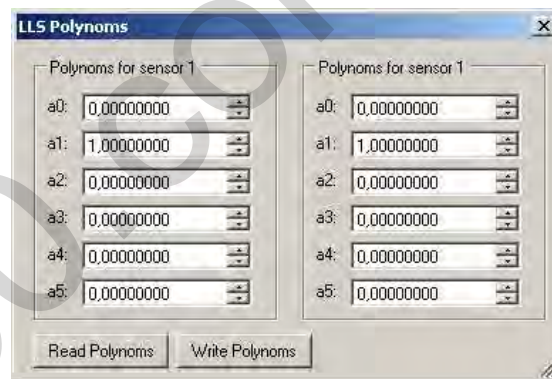 LLS Polynoms
Polynoms for sensor 1
a0: 0,00000000
a1: 1,00000000
a2: 0,00000000
a3: 0,00000000
a4: 0,00000000
a5: 0,00000000
Polynoms for sensor 1
a0: 0,00000000
a1: 1,00000000
a2: 0,00000000
a3: 0,00000000
a4: 0,00000000
a5: 0,00000000
Read Polynoms Write Polynoms